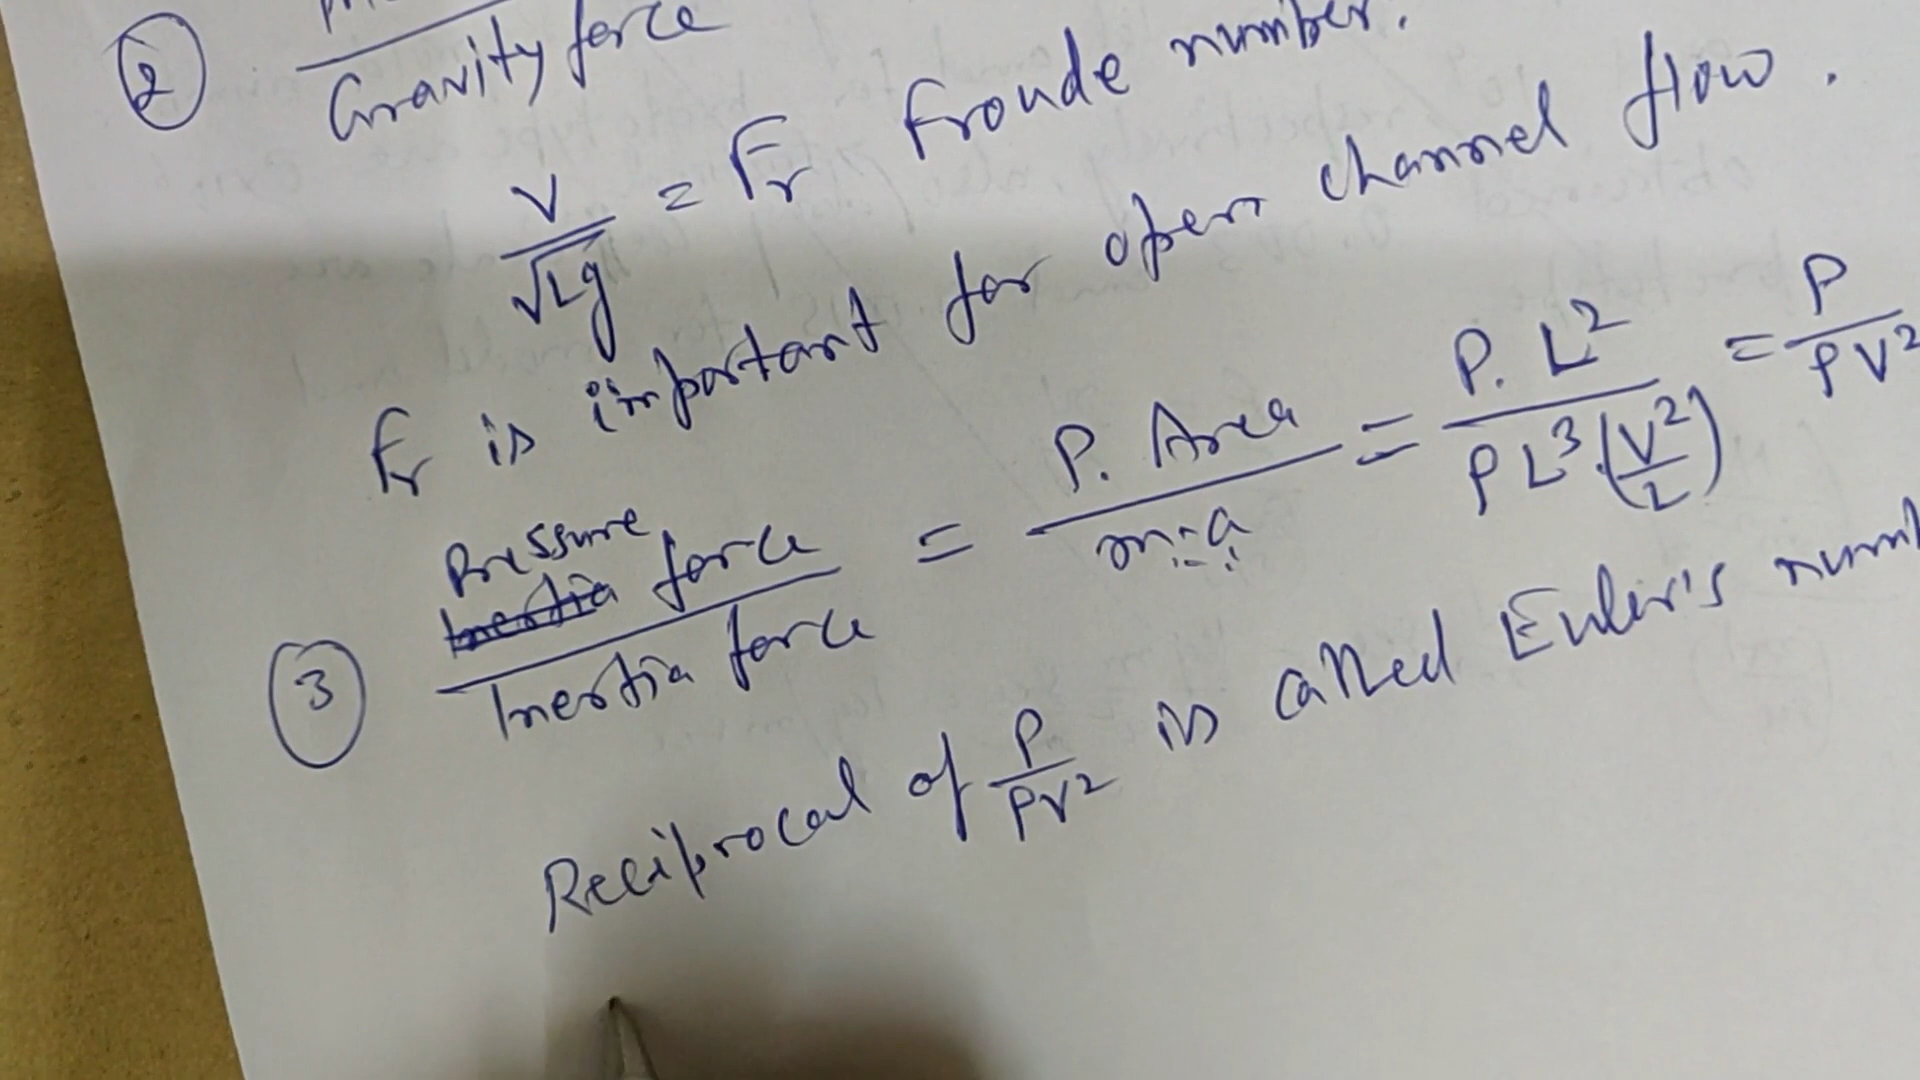 ②
Gravity force
V/√Lg = Fr Froude number.
Fr is important for open channel flow.
③ Pressure force / Inertia force = P. Area / m·a = P. L² / ρL³.(V²/L) = P / ρV²
Reciprocal of P/ρV² is called Euler's numb